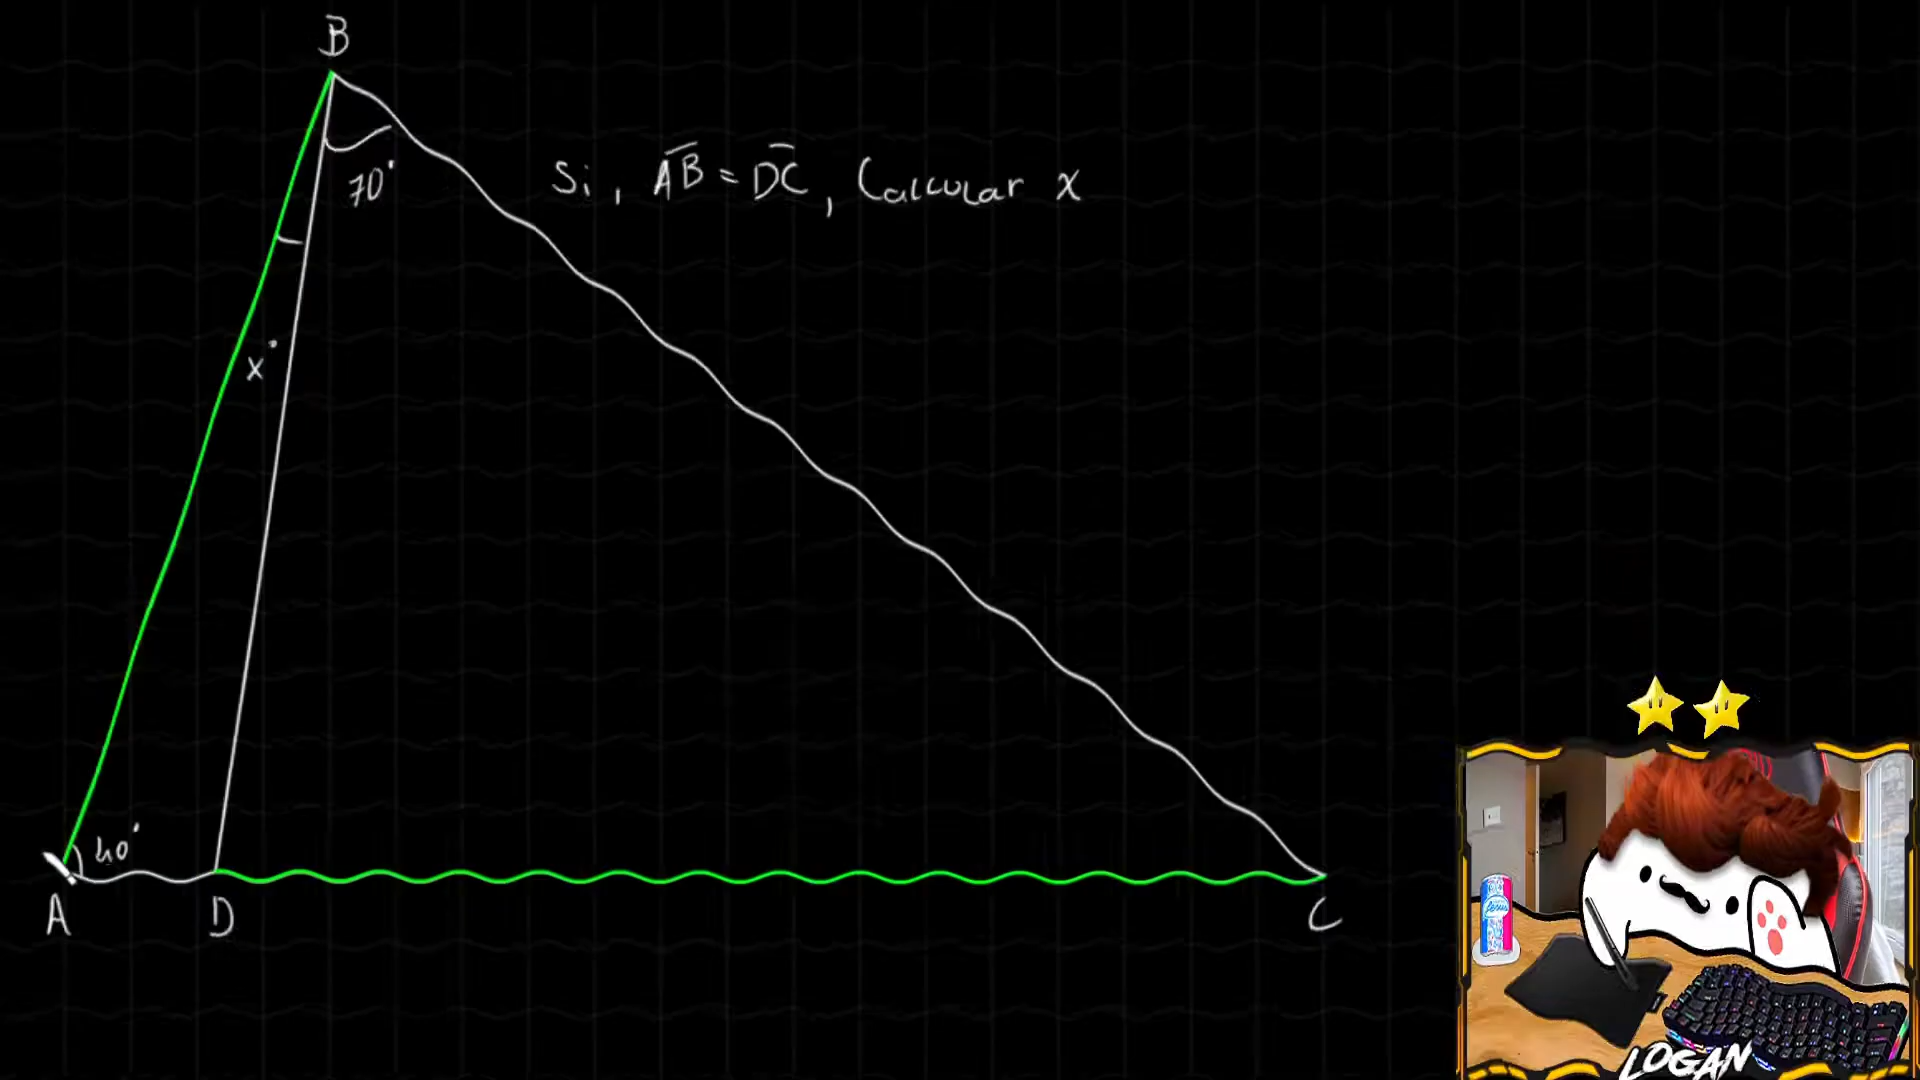 B
70°
Si, AB = DC, Calcular x
x°
40°
A D C
LOGAN